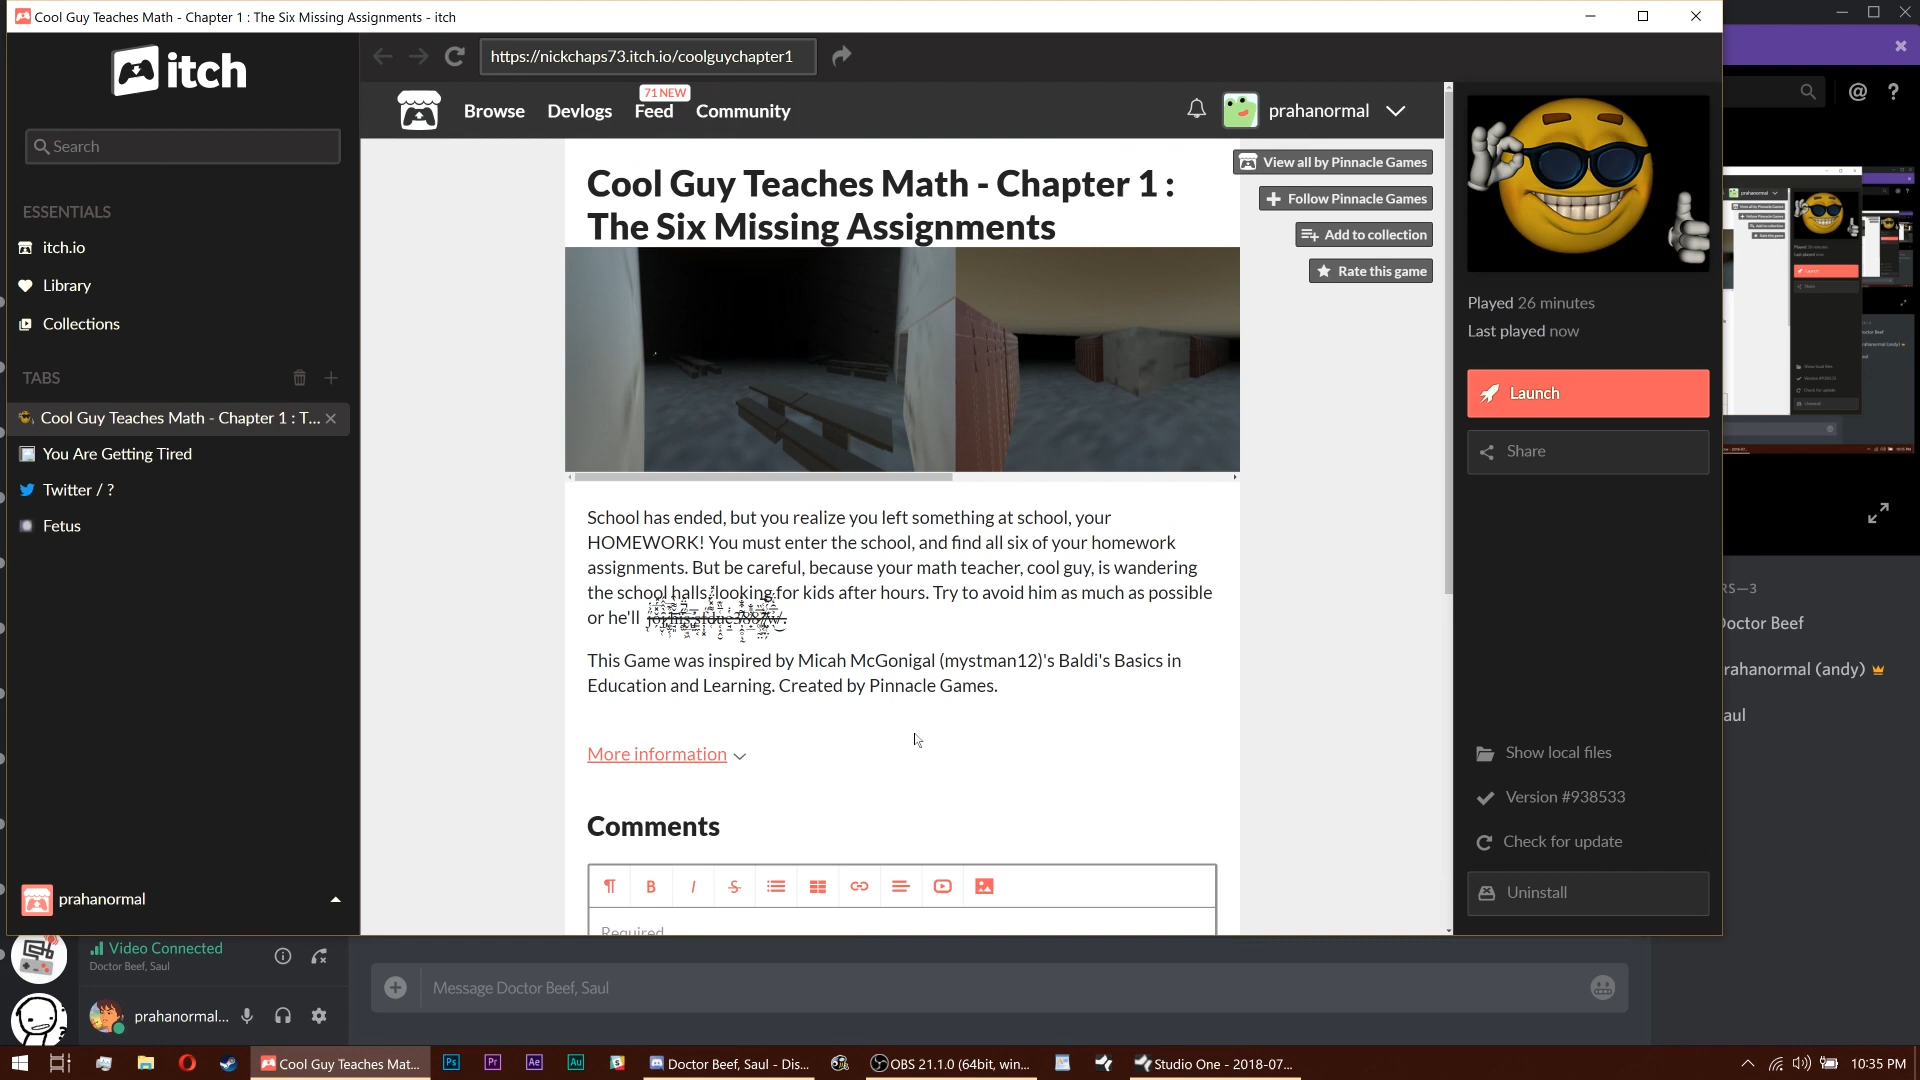 Cool Guy Teaches Math - Chapter 1 : The Six Missing Assignments - itch
itch
https://nickchaps73.itch.io/coolguychapter1
Search
ESSENTIALS
itch.io
Library
Collections
TABS
Cool Guy Teaches Math - Chapter 1 : T...
You Are Getting Tired
Twitter / ?
Fetus
prahanormal
71 NEW
Browse Devlogs Feed Community
prahanormal
Cool Guy Teaches Math - Chapter 1 :
The Six Missing Assignments
View all by Pinnacle Games
Follow Pinnacle Games
Add to collection
Rate this game
School has ended, but you realize you left something at school, your
HOMEWORK! You must enter the school, and find all six of your homework
assignments. But be careful, because your math teacher, cool guy, is wandering
the school halls, looking for kids after hours. Try to avoid him as much as possible
or he'll
This Game was inspired by Micah McGonigal (mystman12)'s Baldi's Basics in
Education and Learning. Created by Pinnacle Games.
More information
Comments
Required
Played 26 minutes
Last played now
Launch
Share
Show local files
Version #938533
Check for update
Uninstall
RS—3
Doctor Beef
rahanormal (andy)
aul
Video Connected
Doctor Beef, Saul
prahanormal...
Message Doctor Beef, Saul
Cool Guy Teaches Mat...
Ps
Pr
Ae
Au
Doctor Beef, Saul - Dis...
OBS 21.1.0 (64bit, win...
Studio One - 2018-07...
10:35 PM